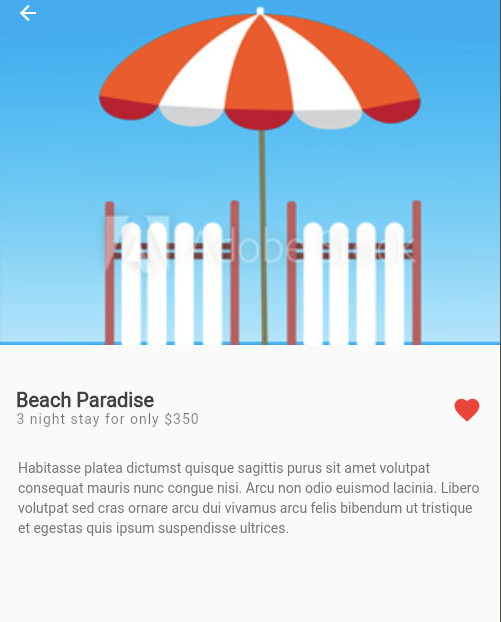 Adobe Stock
Beach Paradise
3 night stay for only $350
Habitasse platea dictumst quisque sagittis purus sit amet volutpat
consequat mauris nunc congue nisi. Arcu non odio euismod lacinia. Libero
volutpat sed cras ornare arcu dui vivamus arcu felis bibendum ut tristique
et egestas quis ipsum suspendisse ultrices.